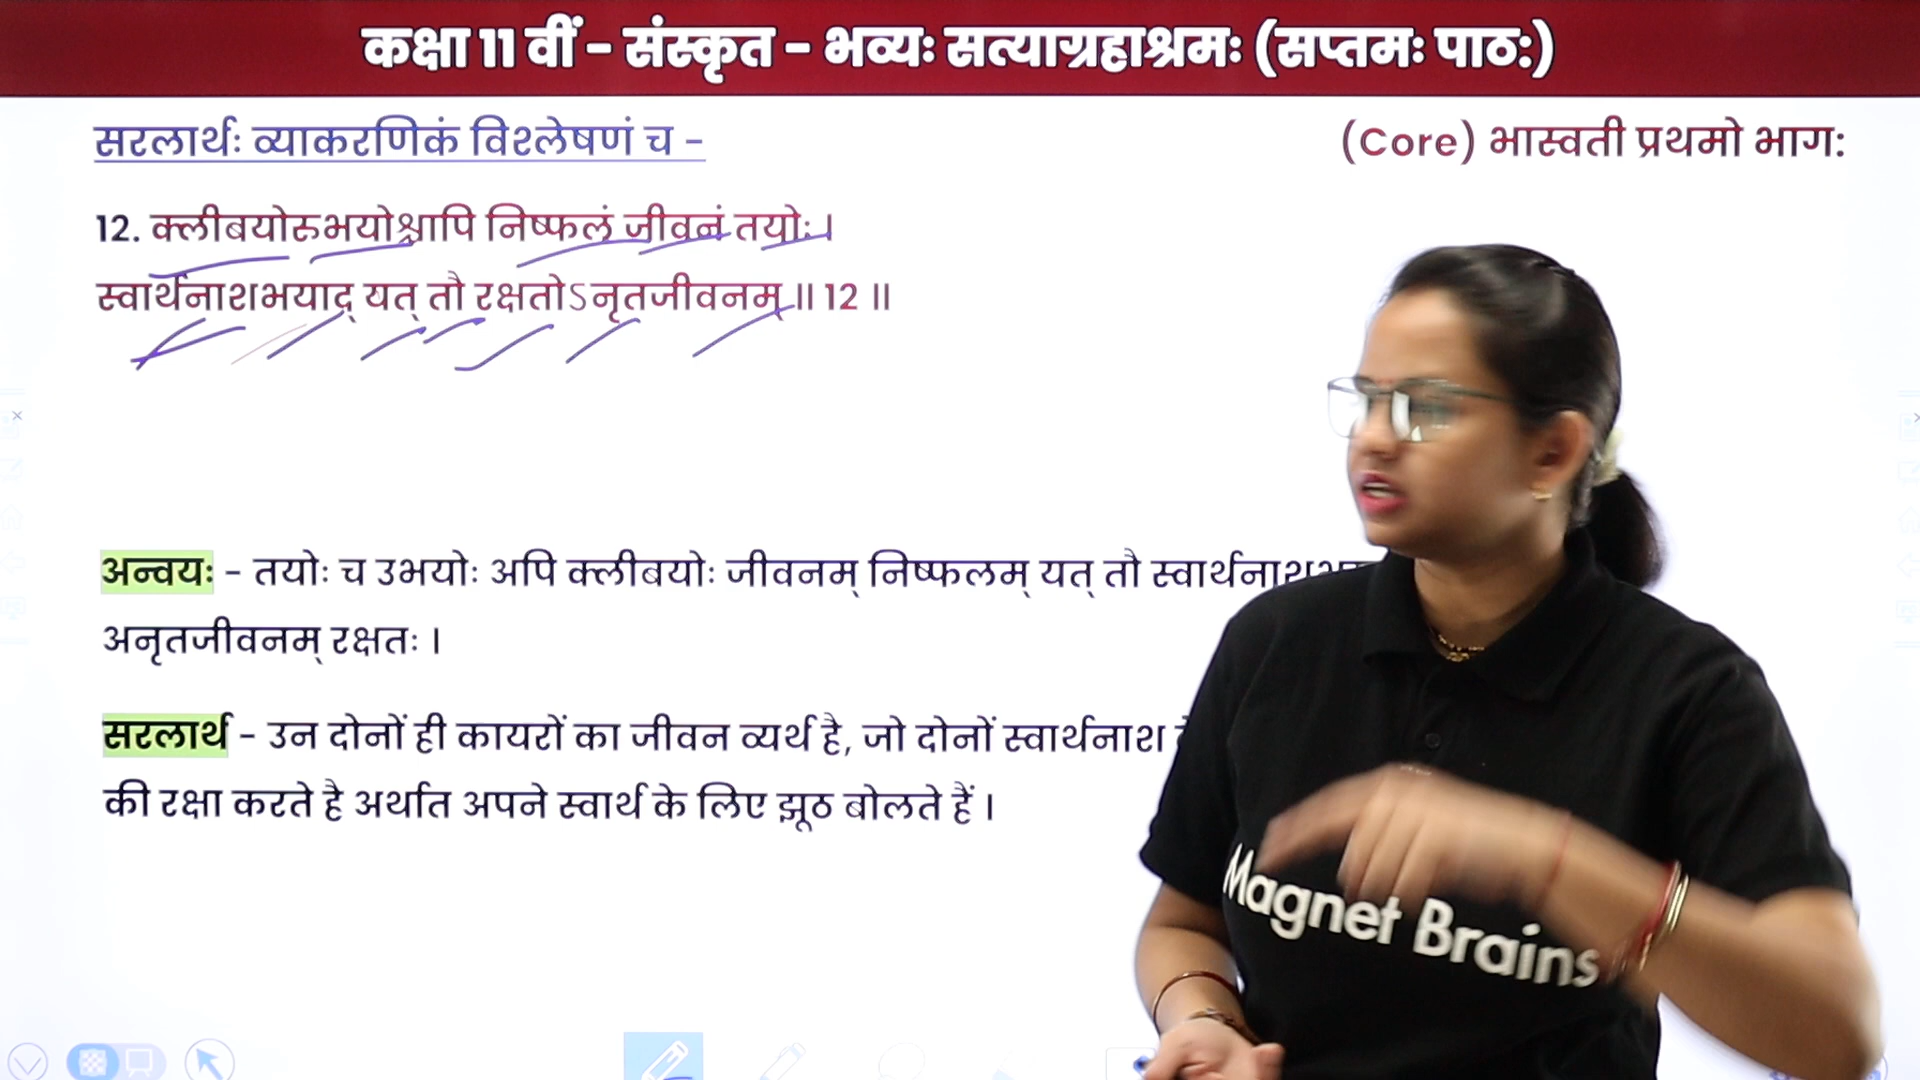 कक्षा 11 वीं - संस्कृत - भव्यः सत्याग्रहाश्रमः (सप्तमः पाठः)
सरलार्थः व्याकरणिकं विश्लेषणं च -
(Core) भास्वती प्रथमो भागः
12. क्लीबयोरुभयोश्चापि निष्फलं जीवनं तयोः ।
स्वार्थनाशभयाद् यत् तौ रक्षतोऽनृतजीवनम् ॥ 12 ॥
अन्वयः - तयोः च उभयोः अपि क्लीबयोः जीवनम् निष्फलम् यत् तौ
अनृतजीवनम् रक्षतः ।
सरलार्थ - उन दोनों ही कायरों का जीवन व्यर्थ है, जो दोनों स्वार्थनाश
की रक्षा करते है अर्थात अपने स्वार्थ के लिए झूठ बोलते हैं ।
Magnet Brains